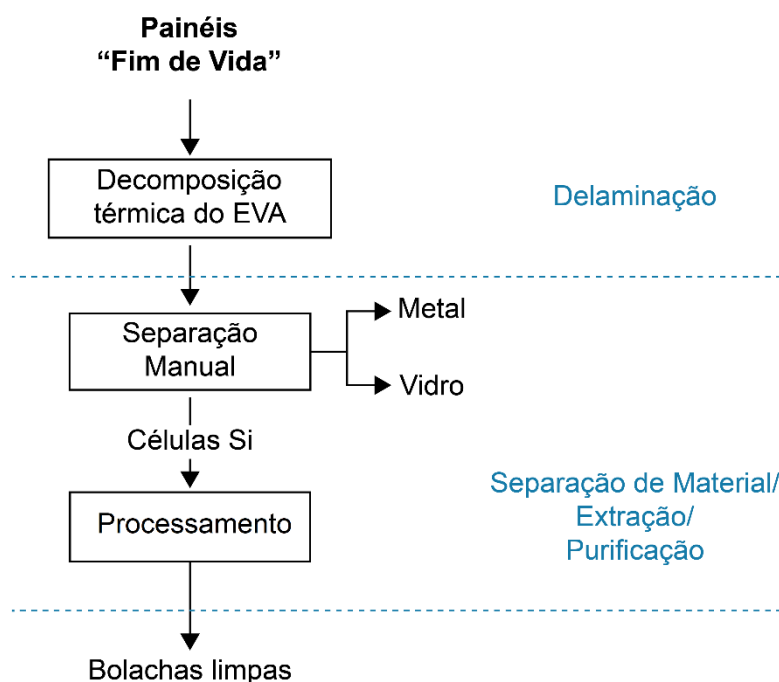 Painéis
“Fim de Vida”
Decomposição
térmica do EVA
Delaminação
Separação
Manual
Metal
Vidro
Células Si
Processamento
Separação de Material/
Extração/
Purificação
Bolachas limpas